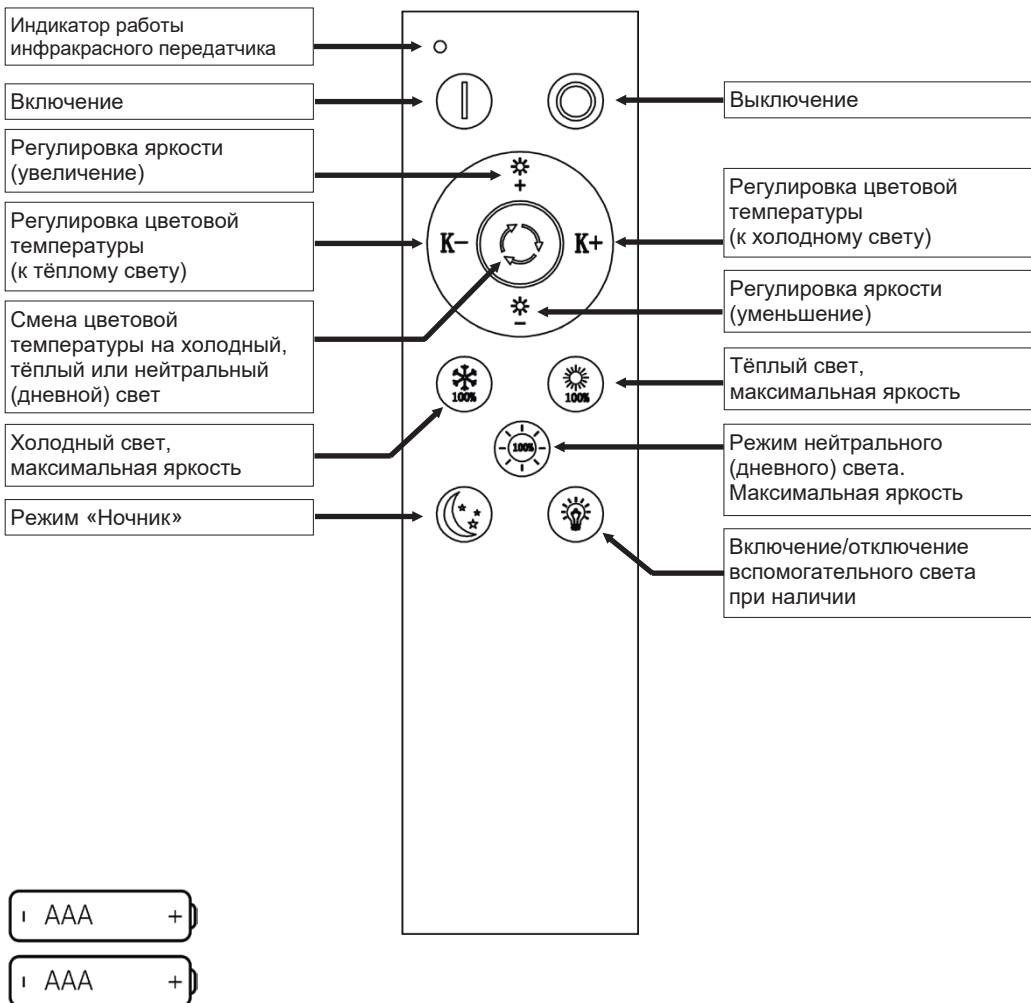 Индикатор работы
инфракрасного передатчика
Включение
Выключение
Регулировка яркости
(увеличение)
+
Регулировка цветовой
температуры
(к тёплому свету)
K−
K+
Регулировка цветовой
температуры
(к холодному свету)
−
Регулировка яркости
(уменьшение)
Смена цветовой
температуры на холодный,
тёплый или нейтральный
(дневной) свет
100%
100%
Тёплый свет,
максимальная яркость
Холодный свет,
максимальная яркость
100%
Режим нейтрального
(дневного) света.
Максимальная яркость
Режим «Ночник»
Включение/отключение
вспомогательного света
при наличии
- AAA +
- AAA +